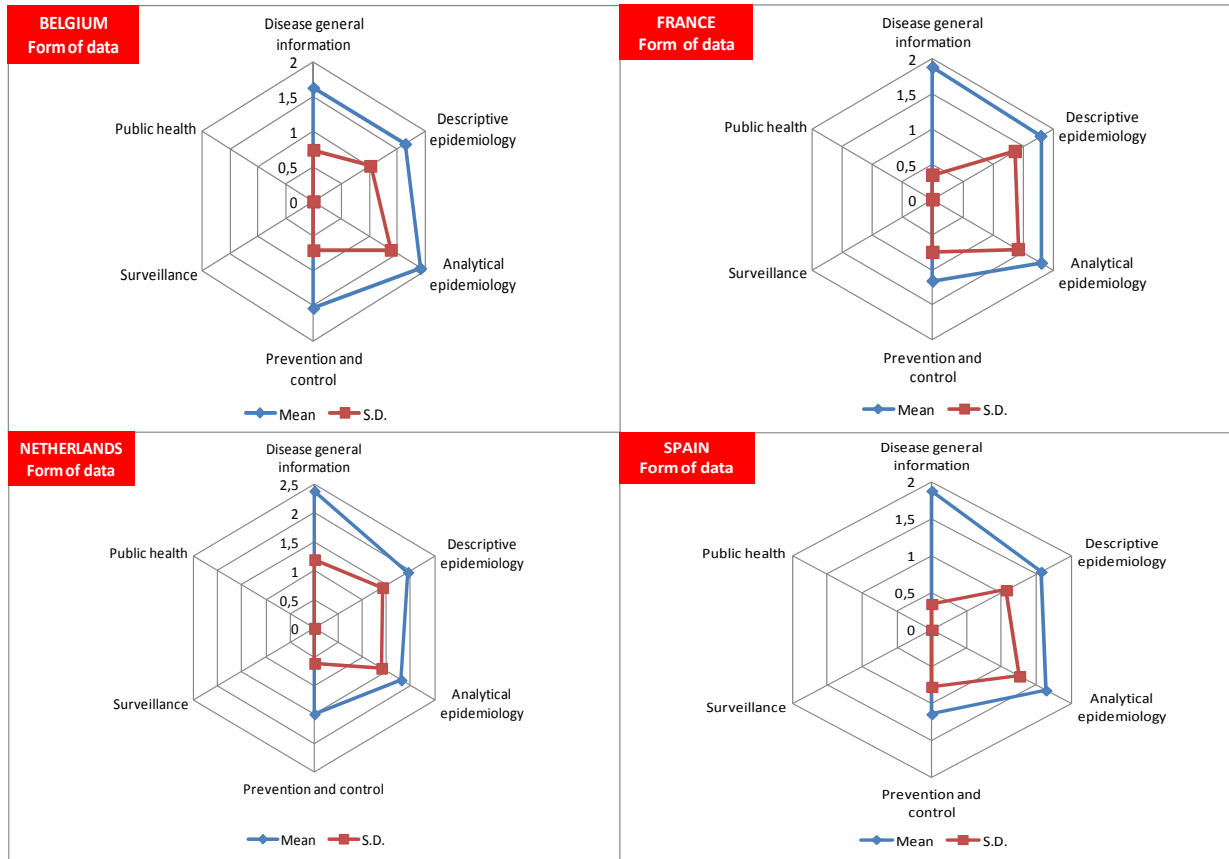 BELGIUM
Form of data
Disease general
information
2
1,5
1
0,5
0
Descriptive
epidemiology
Analytical
epidemiology
Prevention and
control
Surveillance
Public health
Mean
S.D.
FRANCE
Form of data
Disease general
information
2
1,5
1
0,5
0
Descriptive
epidemiology
Analytical
epidemiology
Prevention and
control
Surveillance
Public health
Mean
S.D.
NETHERLANDS
Form of data
Disease general
information
2,5
2
1,5
1
0,5
0
Descriptive
epidemiology
Analytical
epidemiology
Prevention and control
Surveillance
Public health
Mean
S.D.
SPAIN
Form of data
Disease general
information
2
1,5
1
0,5
0
Descriptive
epidemiology
Analytical
epidemiology
Prevention and
control
Surveillance
Public health
Mean
S.D.